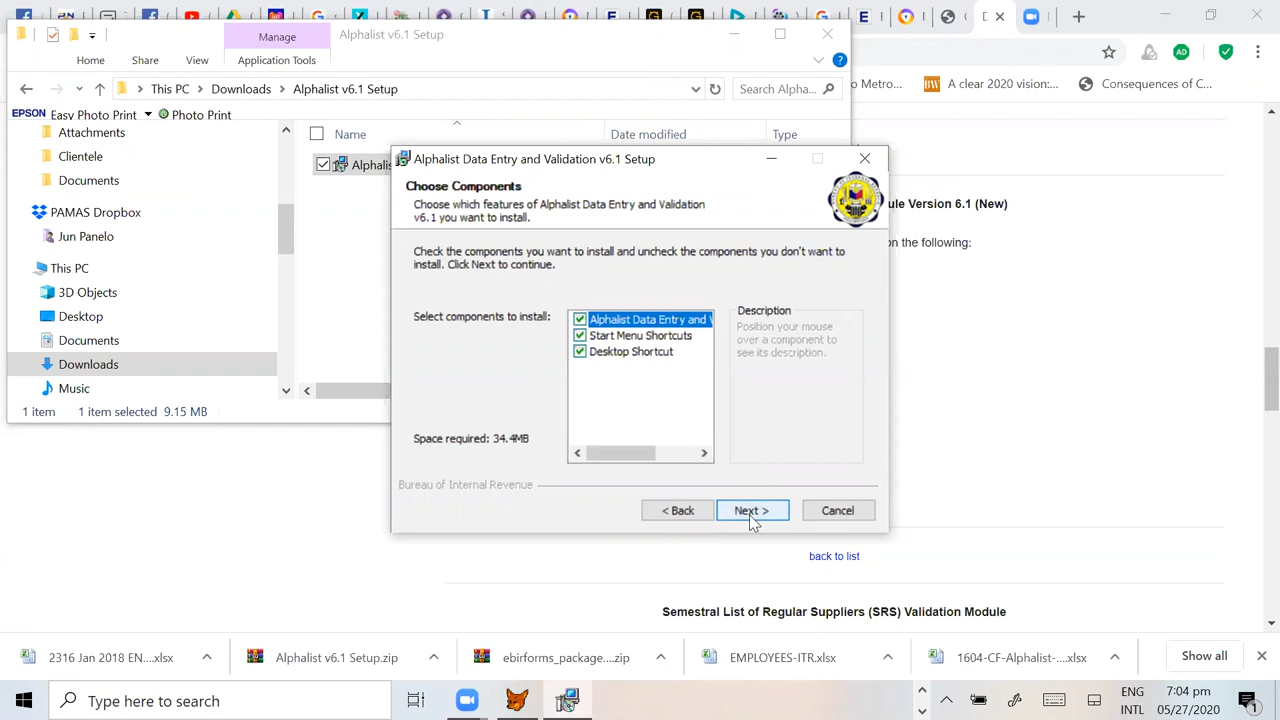 Manage
Alphalist v6.1 Setup
Home
Share
View
Application Tools
This PC
Downloads
Alphalist v6.1 Setup
Search Alpha...
EPSON Easy Photo Print
Photo Print
Attachments
Clientele
Documents
PAMAS Dropbox
Jun Panelo
This PC
3D Objects
Desktop
Documents
Downloads
Music
Name
Date modified
Type
Alphalis
1 item
1 item selected 9.15 MB
Alphalist Data Entry and Validation v6.1 Setup
Choose Components
Choose which features of Alphalist Data Entry and Validation
v6.1 you want to install.
Check the components you want to install and uncheck the components you don't want to
install. Click Next to continue.
Select components to install:
Alphalist Data Entry and V
Start Menu Shortcuts
Desktop Shortcut
Description
Position your mouse
over a component to
see its description.
Space required: 34.4MB
Bureau of Internal Revenue
< Back
Next >
Cancel
o Metro...
BW A clear 2020 vision:...
Consequences of C...
ule Version 6.1 (New)
on the following:
back to list
Semestral List of Regular Suppliers (SRS) Validation Module
2316 Jan 2018 EN....xlsx
Alphalist v6.1 Setup.zip
ebirforms_package....zip
EMPLOYEES-ITR.xlsx
1604-CF-Alphalist-....xlsx
Show all
Type here to search
ENG
INTL
7:04 pm
05/27/2020
1